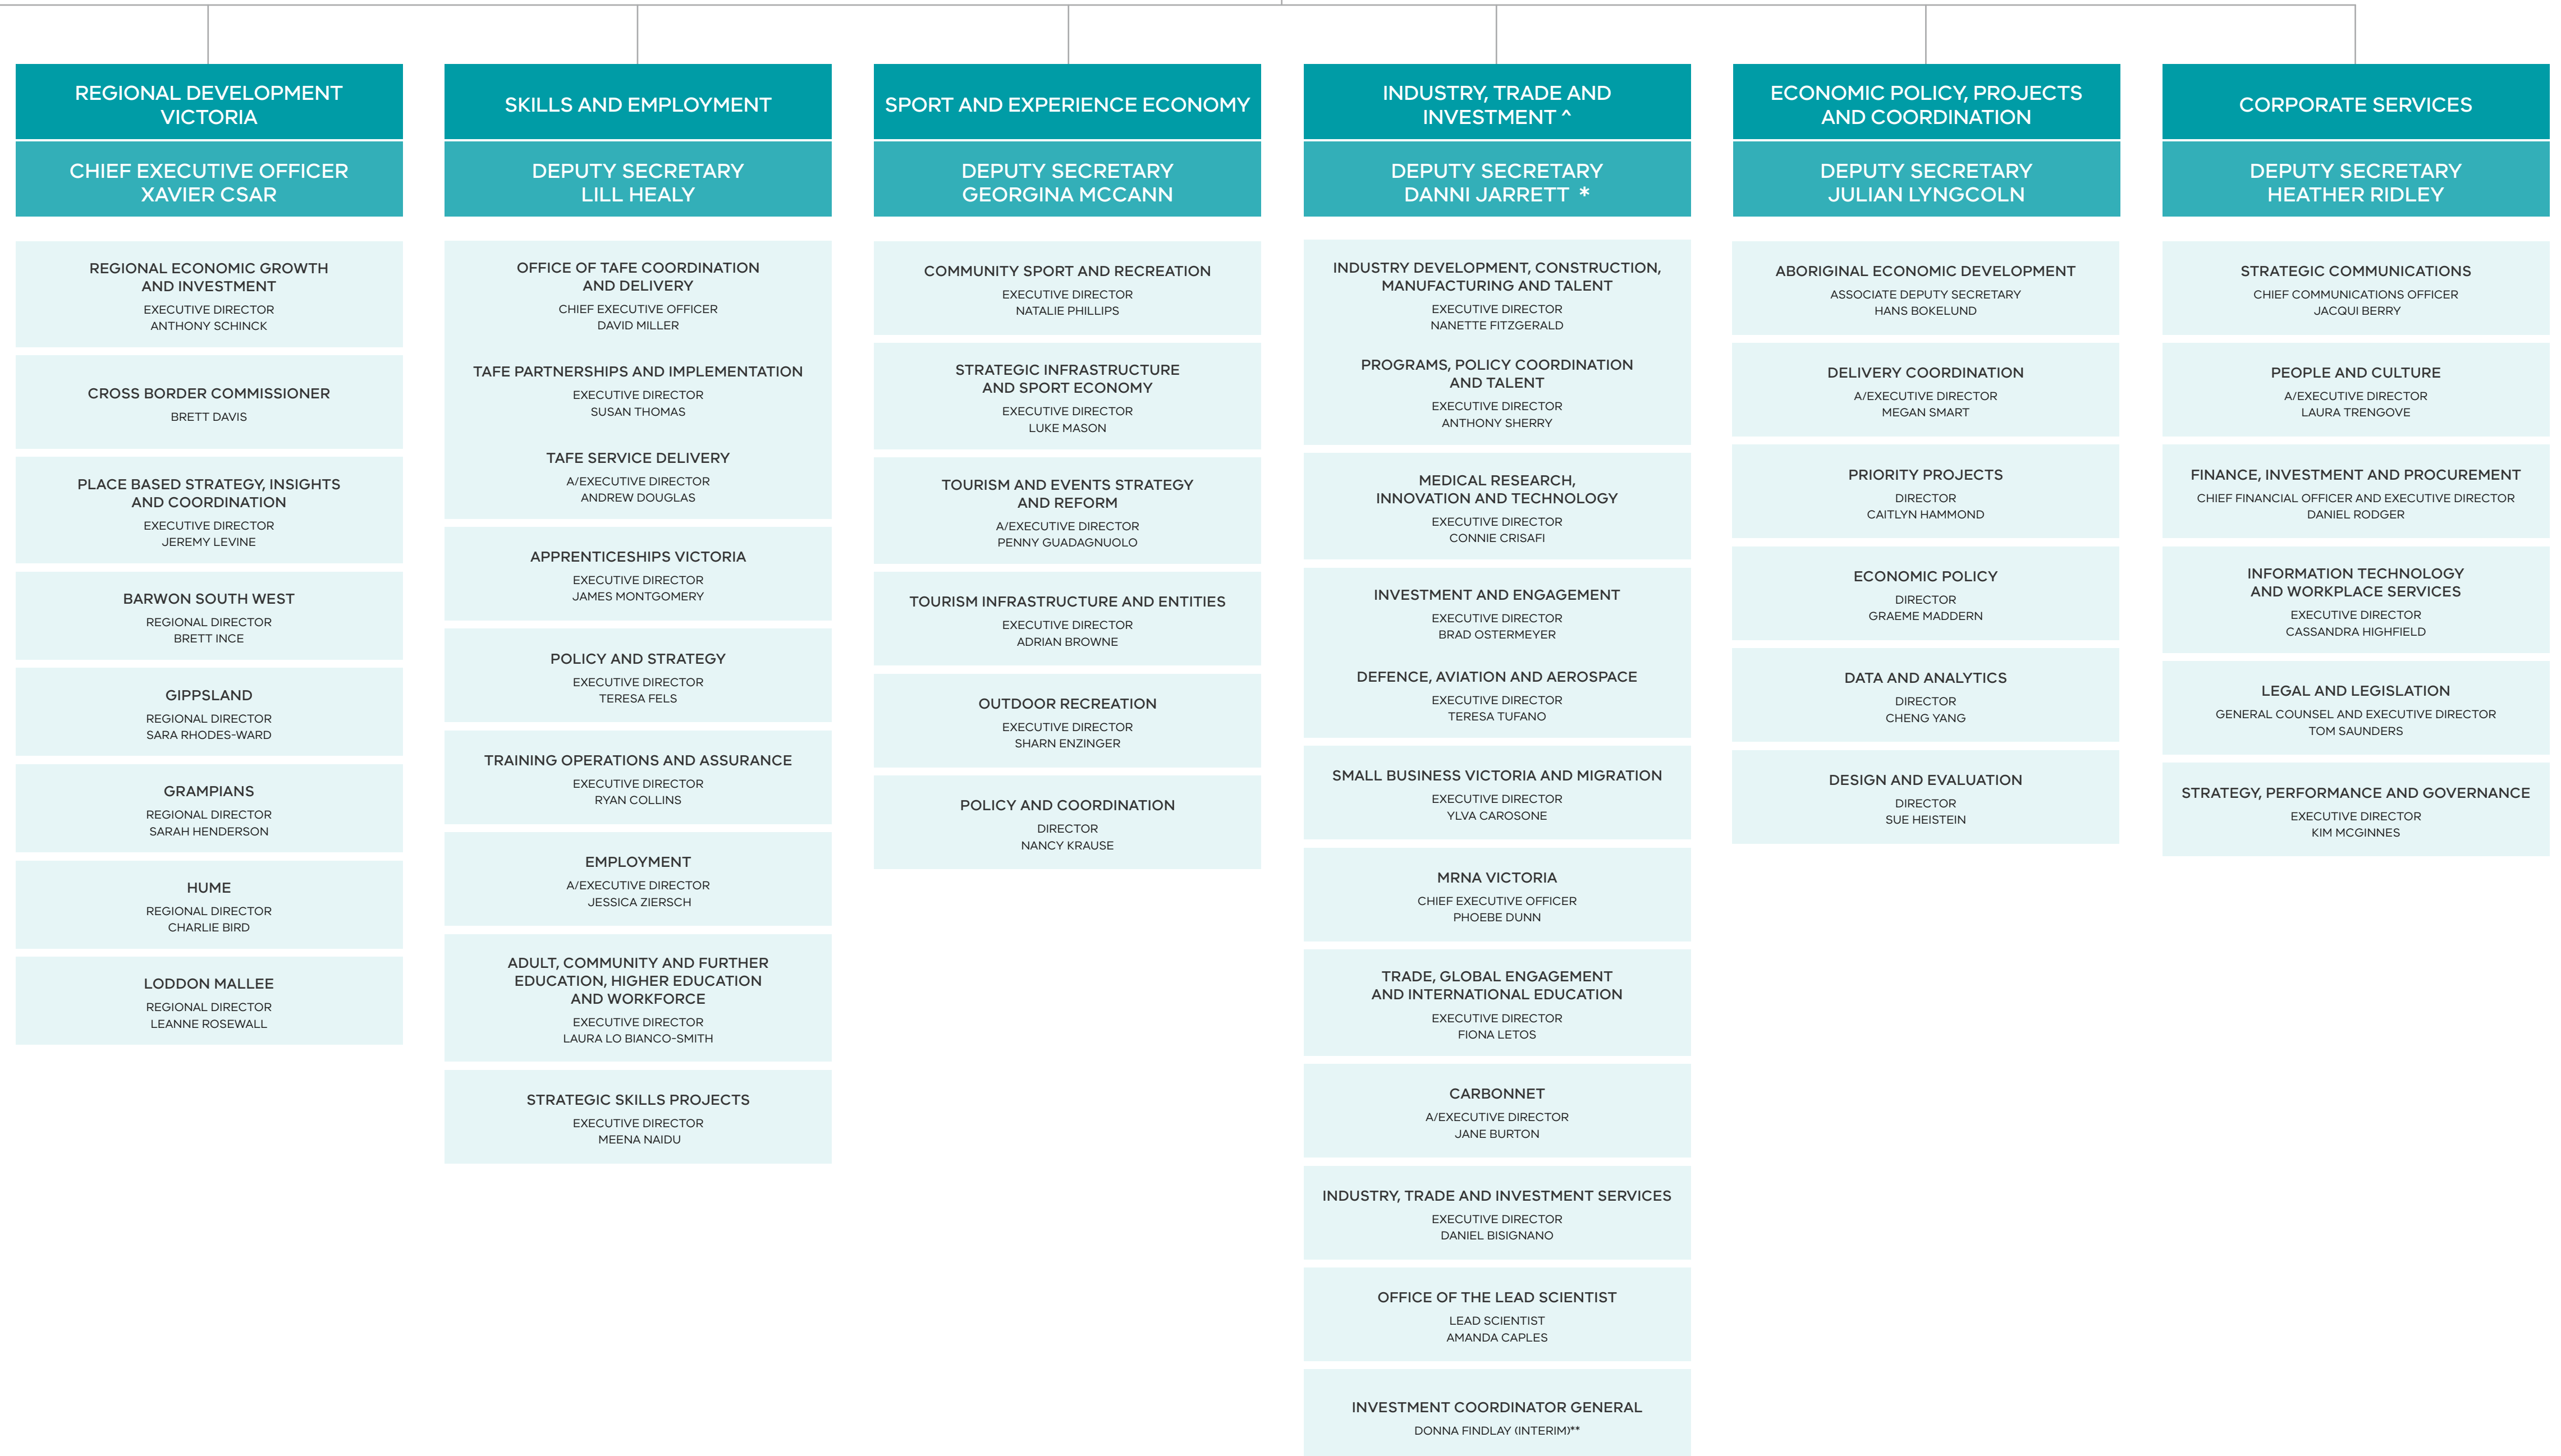 REGIONAL DEVELOPMENT
VICTORIA
CHIEF EXECUTIVE OFFICER
XAVIER CSAR
REGIONAL ECONOMIC GROWTH
AND INVESTMENT
EXECUTIVE DIRECTOR
ANTHONY SCHINCK
CROSS BORDER COMMISSIONER
BRETT DAVIS
PLACE BASED STRATEGY, INSIGHTS
AND COORDINATION
EXECUTIVE DIRECTOR
JEREMY LEVINE
BARWON SOUTH WEST
REGIONAL DIRECTOR
BRETT INCE
GIPPSLAND
REGIONAL DIRECTOR
SARA RHODES-WARD
GRAMPIANS
REGIONAL DIRECTOR
SARAH HENDERSON
HUME
REGIONAL DIRECTOR
CHARLIE BIRD
LODDON MALLEE
REGIONAL DIRECTOR
LEANNE ROSEWALL
SKILLS AND EMPLOYMENT
DEPUTY SECRETARY
LILL HEALY
OFFICE OF TAFE COORDINATION
AND DELIVERY
CHIEF EXECUTIVE OFFICER
DAVID MILLER
TAFE PARTNERSHIPS AND IMPLEMENTATION
EXECUTIVE DIRECTOR
SUSAN THOMAS
TAFE SERVICE DELIVERY
A/EXECUTIVE DIRECTOR
ANDREW DOUGLAS
APPRENTICESHIPS VICTORIA
EXECUTIVE DIRECTOR
JAMES MONTGOMERY
POLICY AND STRATEGY
EXECUTIVE DIRECTOR
TERESA FELS
TRAINING OPERATIONS AND ASSURANCE
EXECUTIVE DIRECTOR
RYAN COLLINS
EMPLOYMENT
A/EXECUTIVE DIRECTOR
JESSICA ZIERSCH
ADULT, COMMUNITY AND FURTHER
EDUCATION, HIGHER EDUCATION
AND WORKFORCE
EXECUTIVE DIRECTOR
LAURA LO BIANCO-SMITH
STRATEGIC SKILLS PROJECTS
EXECUTIVE DIRECTOR
MEENA NAIDU
SPORT AND EXPERIENCE ECONOMY
DEPUTY SECRETARY
GEORGINA MCCANN
COMMUNITY SPORT AND RECREATION
EXECUTIVE DIRECTOR
NATALIE PHILLIPS
STRATEGIC INFRASTRUCTURE
AND SPORT ECONOMY
EXECUTIVE DIRECTOR
LUKE MASON
TOURISM AND EVENTS STRATEGY
AND REFORM
A/EXECUTIVE DIRECTOR
PENNY GUADAGNUOLO
TOURISM INFRASTRUCTURE AND ENTITIES
EXECUTIVE DIRECTOR
ADRIAN BROWNE
OUTDOOR RECREATION
EXECUTIVE DIRECTOR
SHARN ENZINGER
POLICY AND COORDINATION
DIRECTOR
NANCY KRAUSE
INDUSTRY, TRADE AND
INVESTMENT ^
DEPUTY SECRETARY
DANNI JARRETT *
INDUSTRY DEVELOPMENT, CONSTRUCTION,
MANUFACTURING AND TALENT
EXECUTIVE DIRECTOR
NANETTE FITZGERALD
PROGRAMS, POLICY COORDINATION
AND TALENT
EXECUTIVE DIRECTOR
ANTHONY SHERRY
MEDICAL RESEARCH,
INNOVATION AND TECHNOLOGY
EXECUTIVE DIRECTOR
CONNIE CRISAFI
INVESTMENT AND ENGAGEMENT
EXECUTIVE DIRECTOR
BRAD OSTERMEYER
DEFENCE, AVIATION AND AEROSPACE
EXECUTIVE DIRECTOR
TERESA TUFANO
SMALL BUSINESS VICTORIA AND MIGRATION
EXECUTIVE DIRECTOR
YLVA CAROSONE
MRNA VICTORIA
CHIEF EXECUTIVE OFFICER
PHOEBE DUNN
TRADE, GLOBAL ENGAGEMENT
AND INTERNATIONAL EDUCATION
EXECUTIVE DIRECTOR
FIONA LETOS
CARBONNET
A/EXECUTIVE DIRECTOR
JANE BURTON
INDUSTRY, TRADE AND INVESTMENT SERVICES
EXECUTIVE DIRECTOR
DANIEL BISIGNANO
OFFICE OF THE LEAD SCIENTIST
LEAD SCIENTIST
AMANDA CAPLES
INVESTMENT COORDINATOR GENERAL
DONNA FINDLAY (INTERIM)**
ECONOMIC POLICY, PROJECTS
AND COORDINATION
DEPUTY SECRETARY
JULIAN LYNGCOLN
ABORIGINAL ECONOMIC DEVELOPMENT
ASSOCIATE DEPUTY SECRETARY
HANS BOKELUND
DELIVERY COORDINATION
A/EXECUTIVE DIRECTOR
MEGAN SMART
PRIORITY PROJECTS
DIRECTOR
CAITLYN HAMMOND
ECONOMIC POLICY
DIRECTOR
GRAEME MADDERN
DATA AND ANALYTICS
DIRECTOR
CHENG YANG
DESIGN AND EVALUATION
DIRECTOR
SUE HEISTEIN
CORPORATE SERVICES
DEPUTY SECRETARY
HEATHER RIDLEY
STRATEGIC COMMUNICATIONS
CHIEF COMMUNICATIONS OFFICER
JACQUI BERRY
PEOPLE AND CULTURE
A/EXECUTIVE DIRECTOR
LAURA TRENGOVE
FINANCE, INVESTMENT AND PROCUREMENT
CHIEF FINANCIAL OFFICER AND EXECUTIVE DIRECTOR
DANIEL RODGER
INFORMATION TECHNOLOGY
AND WORKPLACE SERVICES
EXECUTIVE DIRECTOR
CASSANDRA HIGHFIELD
LEGAL AND LEGISLATION
GENERAL COUNSEL AND EXECUTIVE DIRECTOR
TOM SAUNDERS
STRATEGY, PERFORMANCE AND GOVERNANCE
EXECUTIVE DIRECTOR
KIM MCGINNES